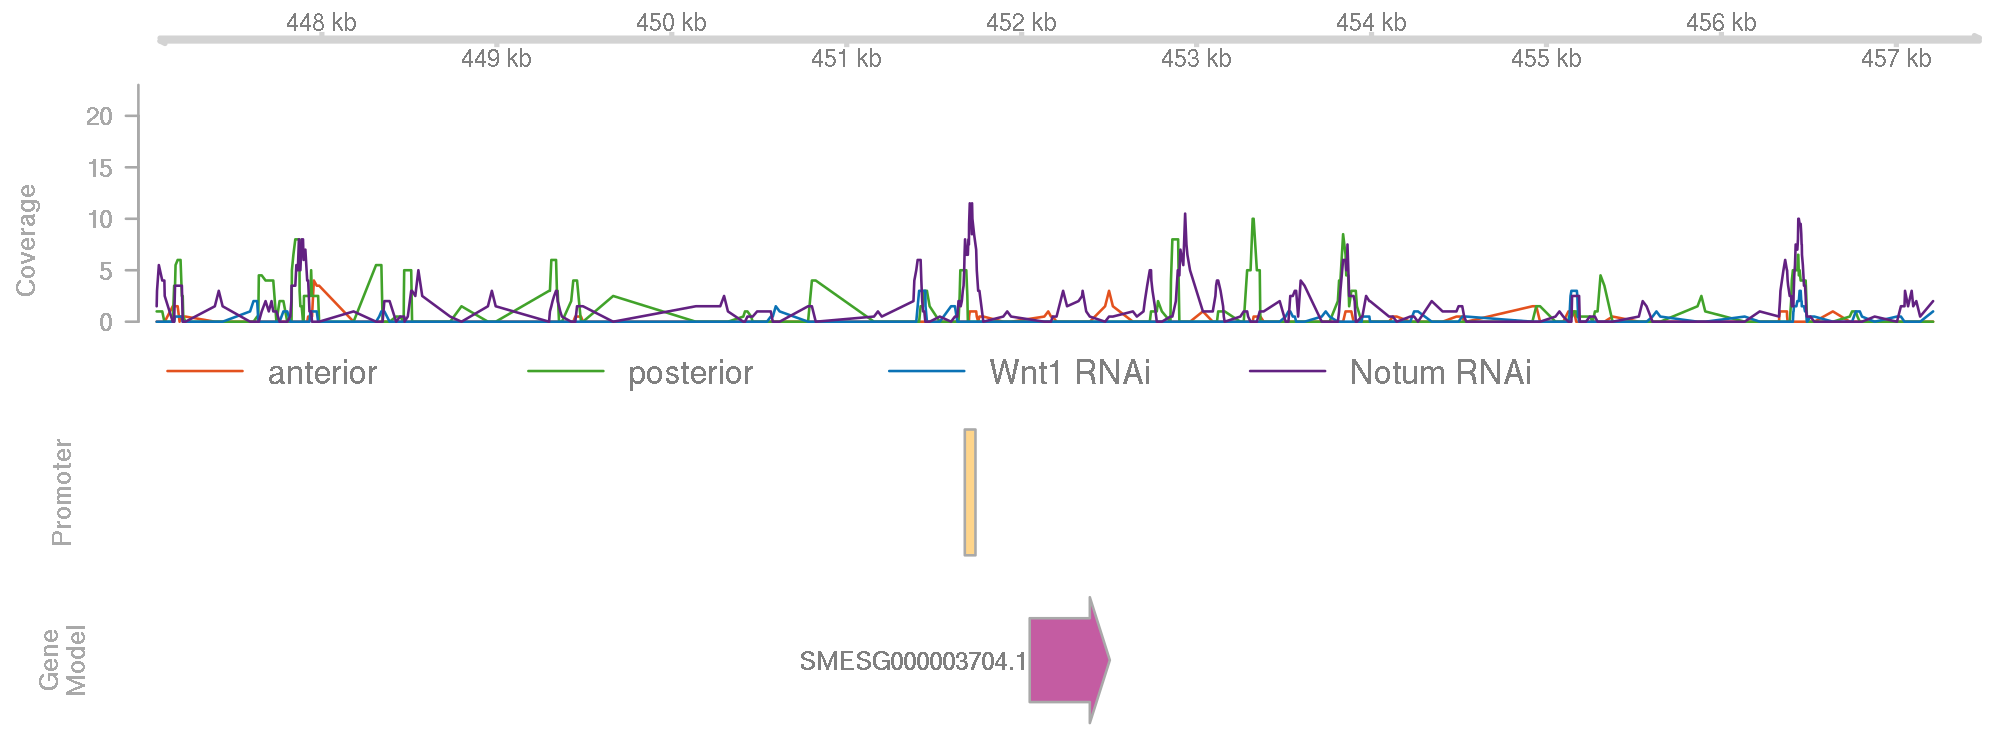 448 kb 450 kb 452 kb 454 kb 456 kb
449 kb 451 kb 453 kb 455 kb 457 kb
Coverage
20
15
10
5
0
anterior posterior Wnt1 RNAi Notum RNAi
Promoter
Gene
Model
SMESG000003704.1